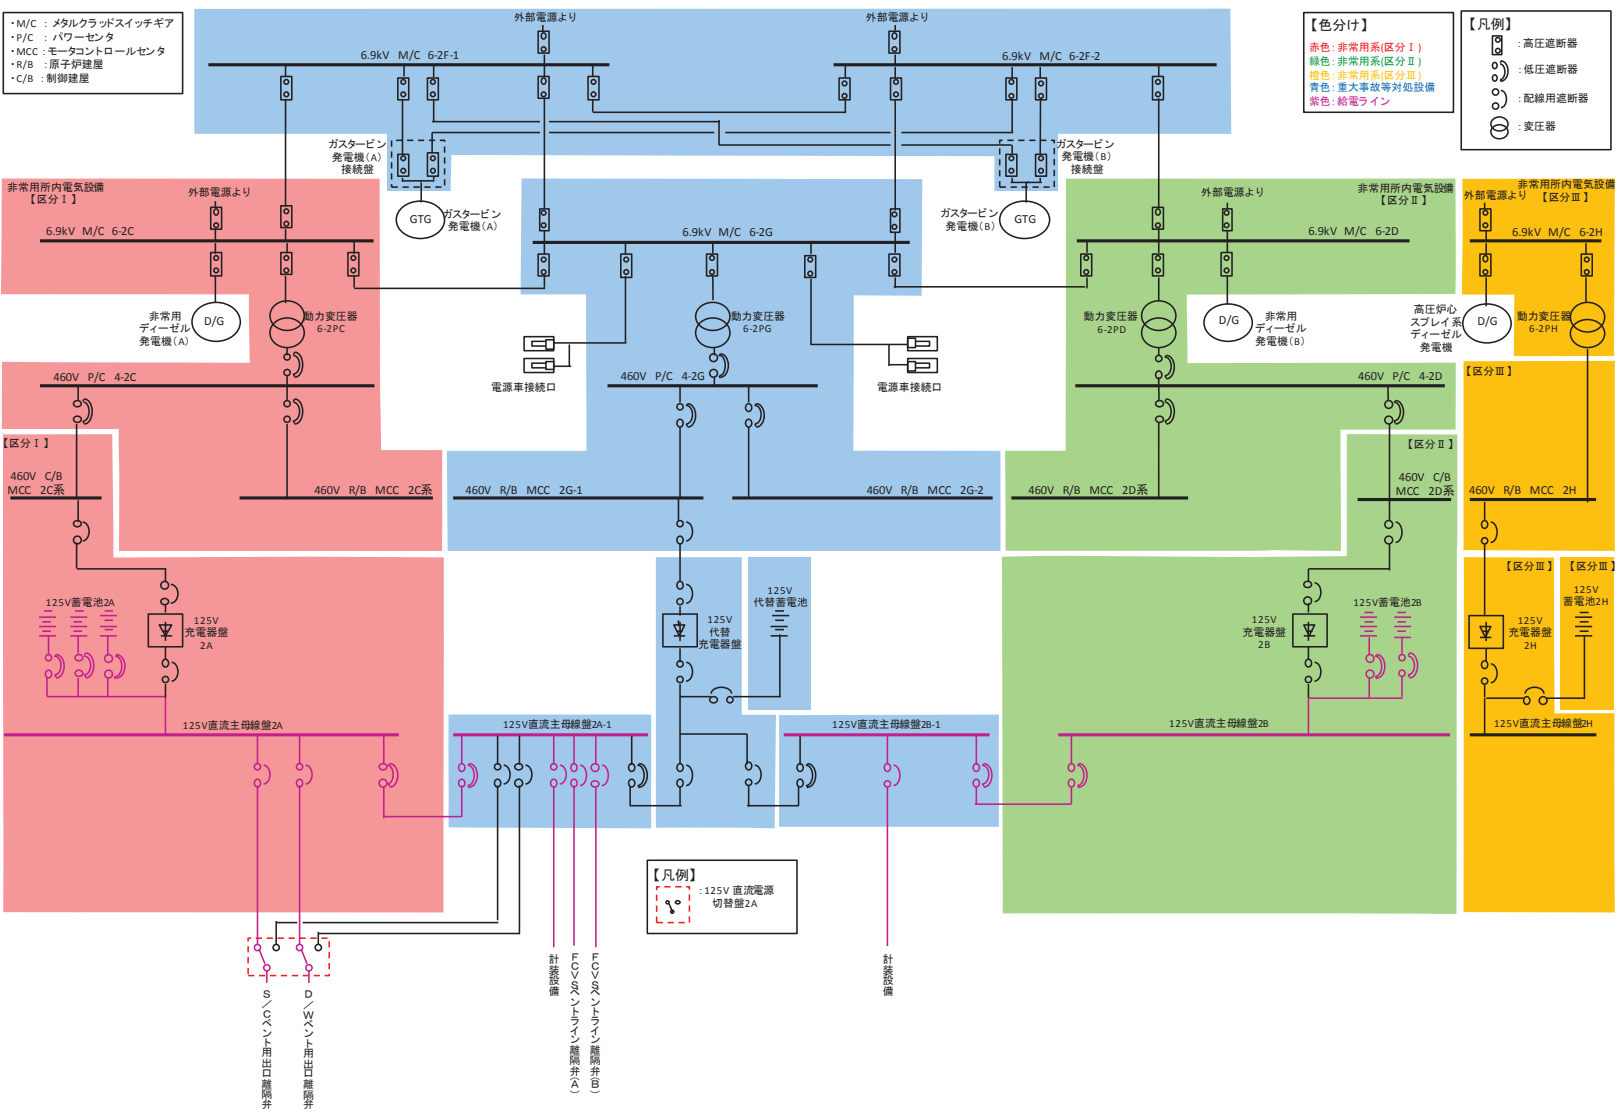 ・M/C ： メタルクラッドスイッチギア
・P/C ： パワーセンタ
・MCC：モータコントロールセンタ
・R/B ：原子炉建屋
・C/B ：制御建屋
外部電源より
外部電源より
6.9kV M/C 6-2F-1
6.9kV M/C 6-2F-2
【色分け】
赤色：非常用系(区分Ⅰ)
緑色：非常用系(区分Ⅱ)
橙色：非常用系(区分Ⅲ)
青色：重大事故等対処設備
紫色：給電ライン
【凡例】
：高圧遮断器
：低圧遮断器
：配線用遮断器
：変圧器
ガスタービン
発電機(A)
接続盤
ガスタービン
発電機(B)
接続盤
GTG
ガスタービン
発電機(A)
ガスタービン
発電機(B)
GTG
非常用所内電気設備
【区分Ⅰ】
外部電源より
6.9kV M/C 6-2C
6.9kV M/C 6-2G
外部電源より
非常用所内電気設備
【区分Ⅱ】
6.9kV M/C 6-2D
非常用所内電気設備
【区分Ⅲ】
外部電源より
6.9kV M/C 6-2H
非常用
ディーゼル
発電機(A)
D/G
動力変圧器
6-2PC
動力変圧器
6-2PG
動力変圧器
6-2PD
D/G
非常用
ディーゼル
発電機(B)
高圧炉心
スプレイ系
ディーゼル
発電機
D/G
動力変圧器
6-2PH
電源車接続口
電源車接続口
460V P/C 4-2C
460V P/C 4-2G
460V P/C 4-2D
【区分Ⅲ】
【区分Ⅰ】
【区分Ⅱ】
460V C/B
MCC 2C系
460V R/B MCC 2C系
460V R/B MCC 2G-1
460V R/B MCC 2G-2
460V R/B MCC 2D系
460V C/B
MCC 2D系
460V R/B MCC 2H
【区分Ⅲ】
【区分Ⅲ】
125V蓄電池2A
125V
充電器盤
2A
125V
代替
充電器盤
125V
代替蓄電池
125V
充電器盤
2B
125V蓄電池2B
125V
充電器盤
2H
125V
蓄電池2H
125V直流主母線盤2A
125V直流主母線盤2A-1
125V直流主母線盤2B-1
125V直流主母線盤2B
125V直流主母線盤2H
【凡例】
：125V 直流電源
切替盤2A
S／Cベント用出口隔離弁
D／Wベント用出口隔離弁
計装設備
FCVSベントライン隔離弁(A)
FCVSベントライン隔離弁(B)
計装設備